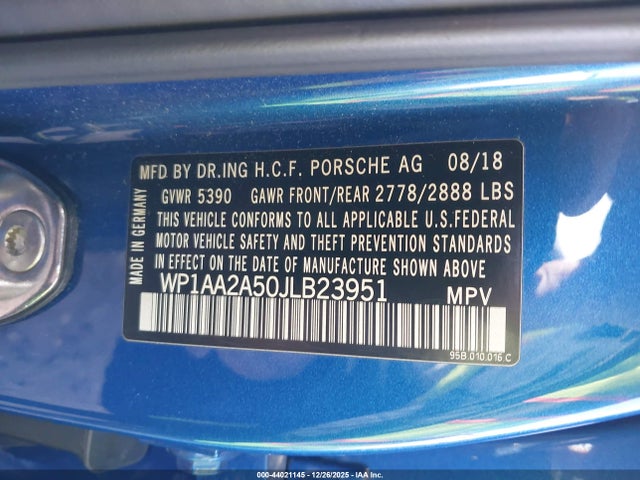 MFD BY DR.ING H.C.F. PORSCHE AG 08/18
GVWR 5390 GAWR FRONT/REAR 2778/2888 LBS
THIS VEHICLE CONFORMS TO ALL APPLICABLE U.S.FEDERAL
MOTOR VEHICLE SAFETY AND THEFT PREVENTION STANDARDS
IN EFFECT ON THE DATE OF MANUFACTURE SHOWN ABOVE.
WP1AA2A50JLB23951 MPV
MADE IN GERMANY
95B.010.016 C
000-44021145 - 12/26/2025 - IAA Inc.